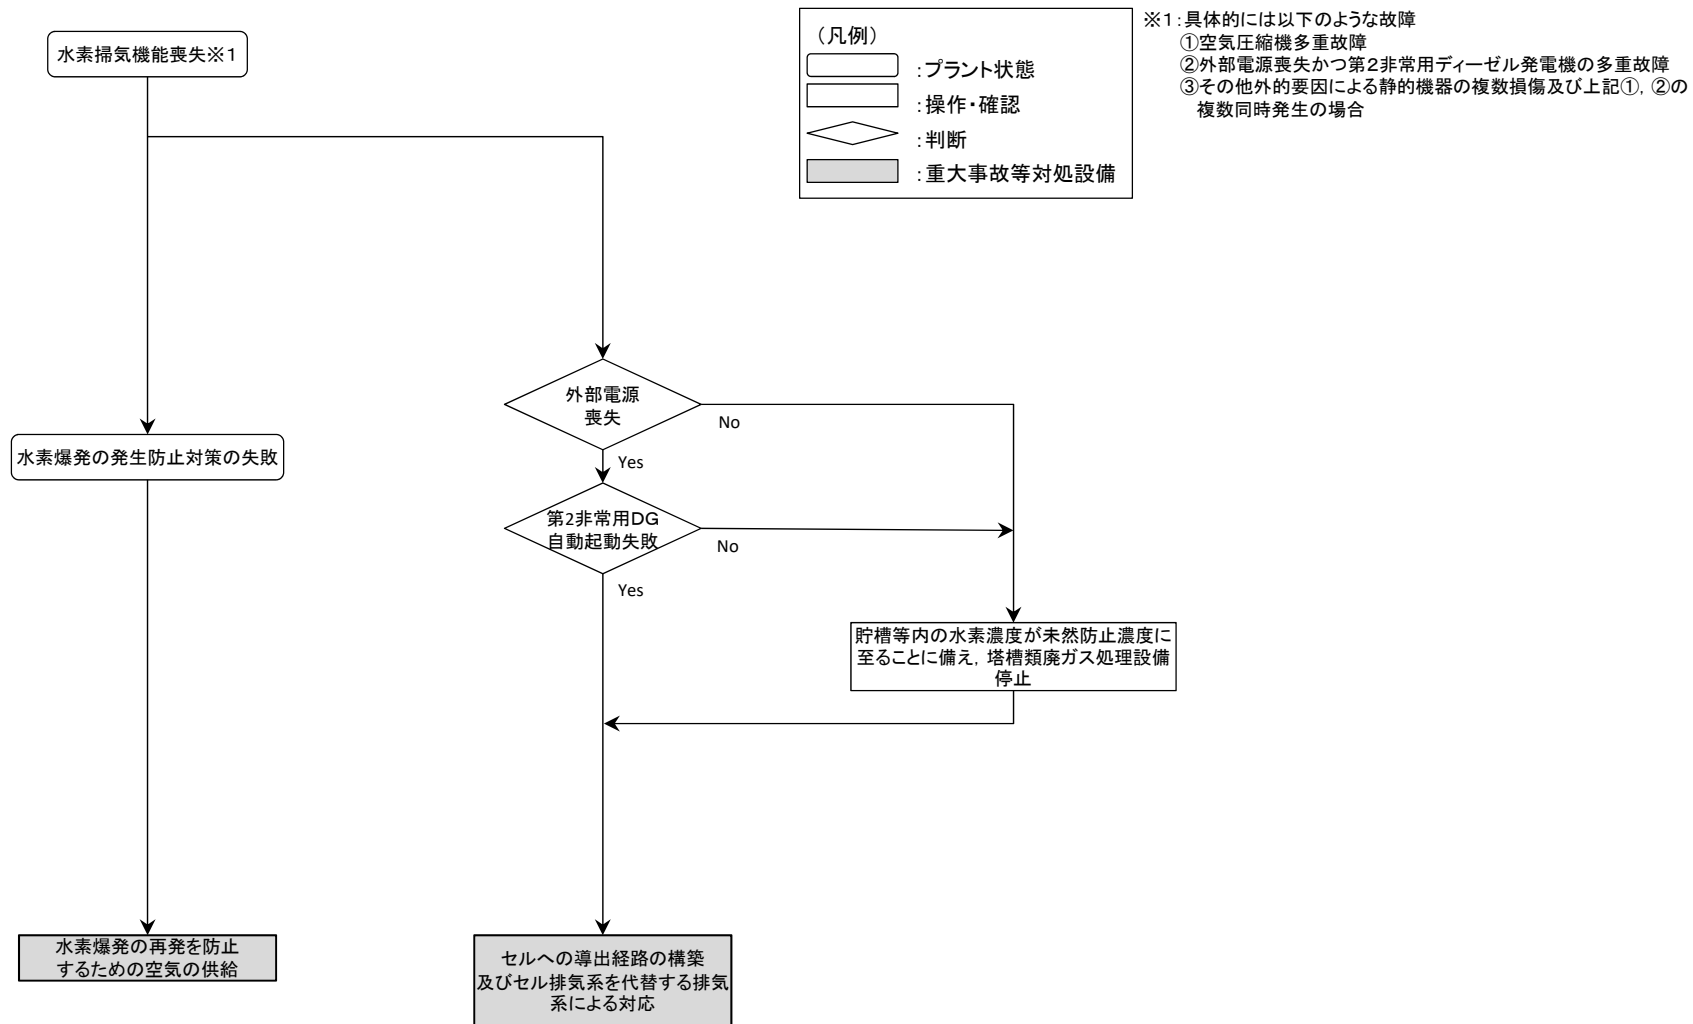 水素掃気機能喪失※1
(凡例)
:プラント状態
:操作・確認
:判断
:重大事故等対処設備
※1:具体的には以下のような故障
①空気圧縮機多重故障
②外部電源喪失かつ第2非常用ディーゼル発電機の多重故障
③その他外的要因による静的機器の複数損傷及び上記①,②の
複数同時発生の場合
外部電源
喪失
No
Yes
水素爆発の発生防止対策の失敗
第2非常用DG
自動起動失敗
No
Yes
貯槽等内の水素濃度が未然防止濃度に
至ることに備え,塔槽類廃ガス処理設備
停止
水素爆発の再発を防止
するための空気の供給
セルへの導出経路の構築
及びセル排気系を代替する排気
系による対応